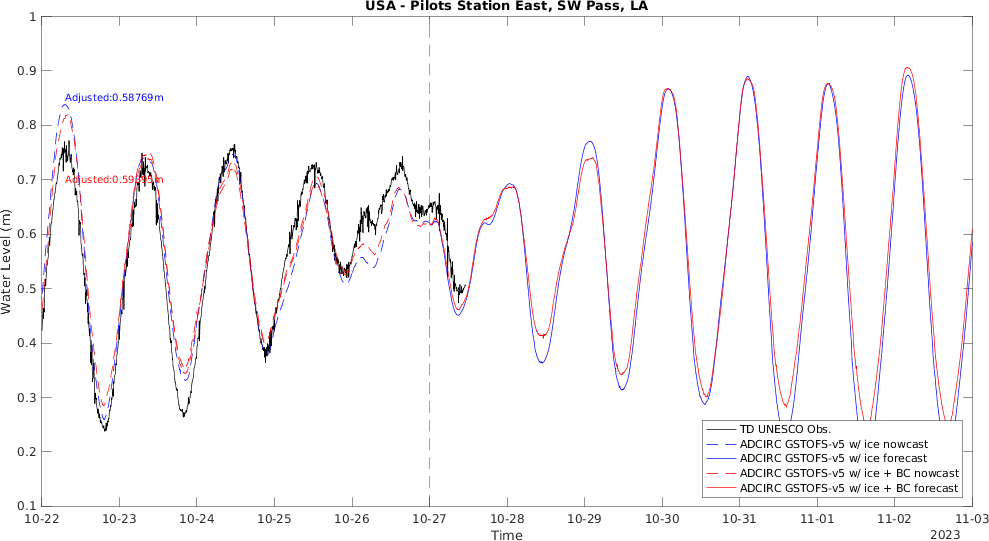 USA - Pilots Station East, SW Pass, LA
1
0.9
0.8
0.7
0.6
0.5
0.4
0.3
0.2
0.1
Water Level (m)
Adjusted:0.58769m
TD UNESCO Obs.
ADCIRC GSTOFS-v5 w/ ice nowcast
ADCIRC GSTOFS-v5 w/ ice forecast
ADCIRC GSTOFS-v5 w/ ice + BC nowcast
ADCIRC GSTOFS-v5 w/ ice + BC forecast
10-22 10-23 10-24 10-25 10-26 10-27 10-28 10-29 10-30 10-31 11-01 11-02 11-03
Time
2023